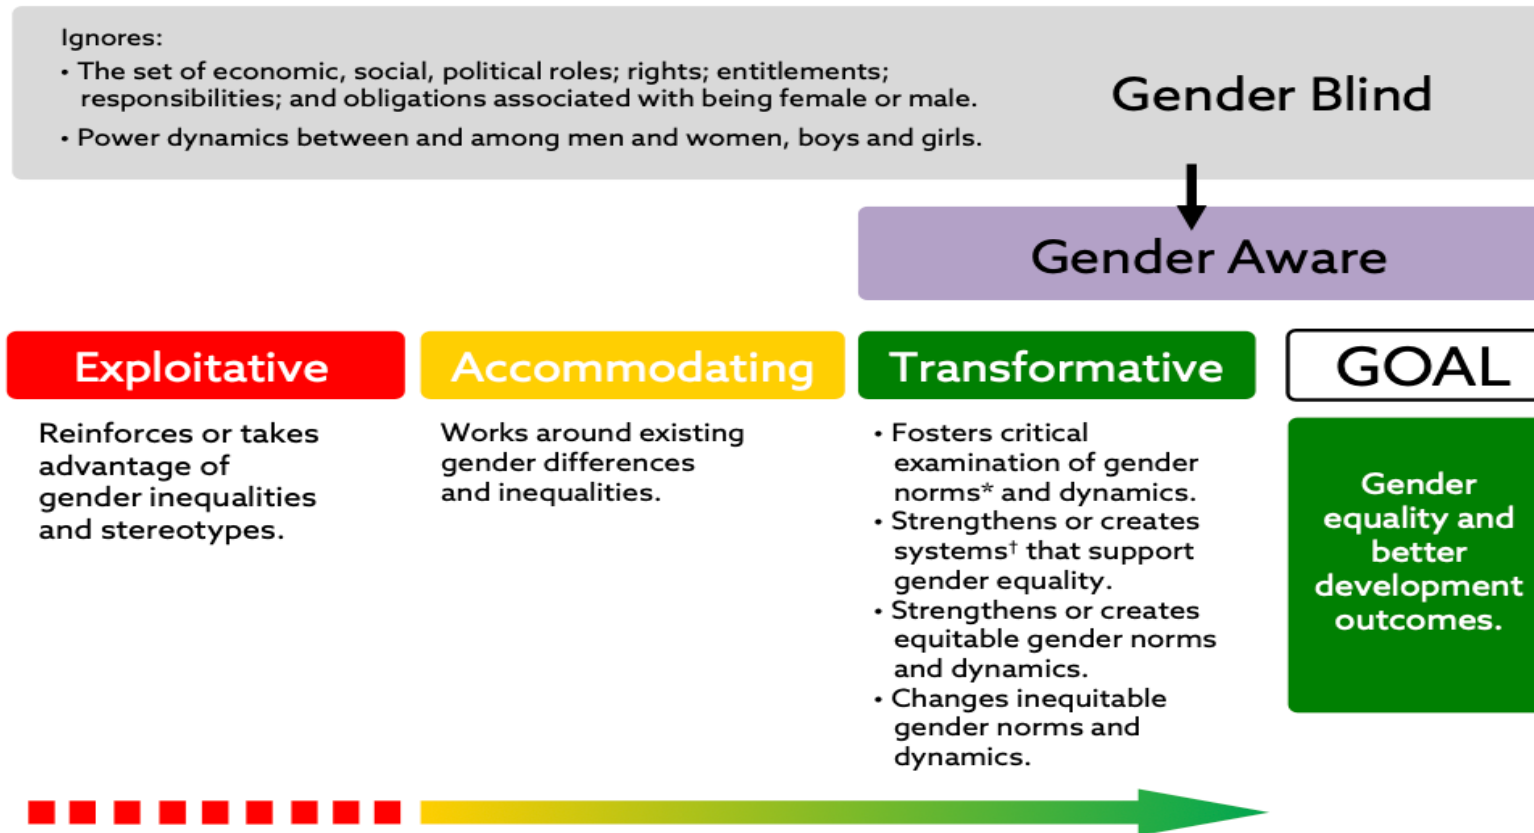 Ignores:
• The set of economic, social, political roles; rights; entitlements;
responsibilities; and obligations associated with being female or male.
• Power dynamics between and among men and women, boys and girls.
Gender Blind
Gender Aware
Exploitative
Reinforces or takes
advantage of
gender inequalities
and stereotypes.
Accommodating
Works around existing
gender differences
and inequalities.
Transformative
• Fosters critical
examination of gender
norms* and dynamics.
• Strengthens or creates
systems† that support
gender equality.
• Strengthens or creates
equitable gender norms
and dynamics.
• Changes inequitable
gender norms and
dynamics.
GOAL
Gender
equality and
better
development
outcomes.